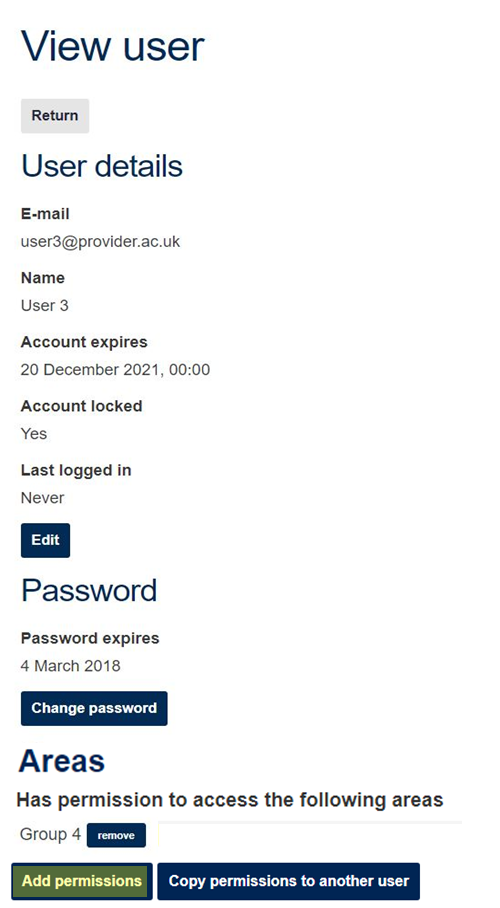 View user
Return
User details
E-mail
user3@provider.ac.uk
Name
User 3
Account expires
20 December 2021, 00:00
Account locked
Yes
Last logged in
Never
Edit
Password
Password expires
4 March 2018
Change password
Areas
Has permission to access the following areas
Group 4 remove
Add permissions Copy permissions to another user